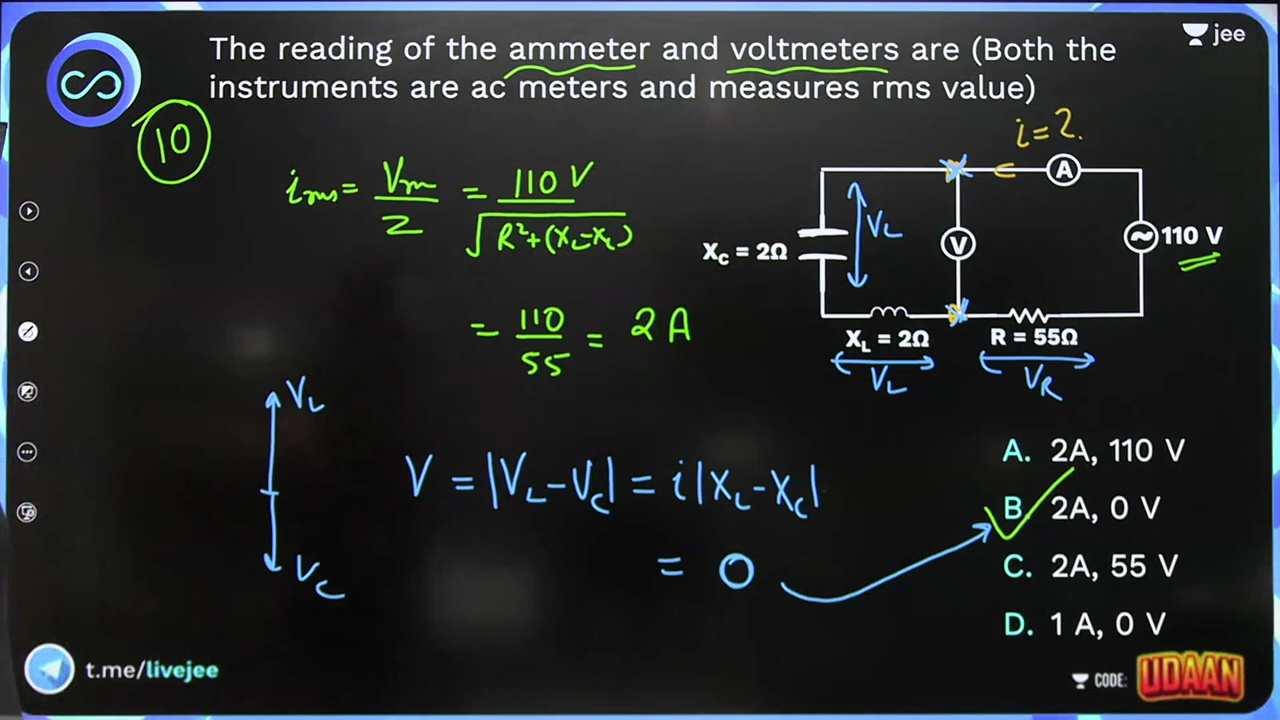 The reading of the ammeter and voltmeters are (Both the
instruments are ac meters and measures rms value)
jee
10
i = ?
i_rms = V_m / Z = 110 V / √(R² + (X_L - X_C)
= 110 / 55 = 2 A
A
V_L
V
110 V
X_C = 2Ω
X_L = 2Ω
R = 55Ω
V_L
V_R
V_L
V = |V_L - V_C| = i|X_L - X_C|
= 0
V_C
A. 2A, 110 V
B. 2A, 0 V
C. 2A, 55 V
D. 1 A, 0 V
t.me/livejee
CODE: UDAAN